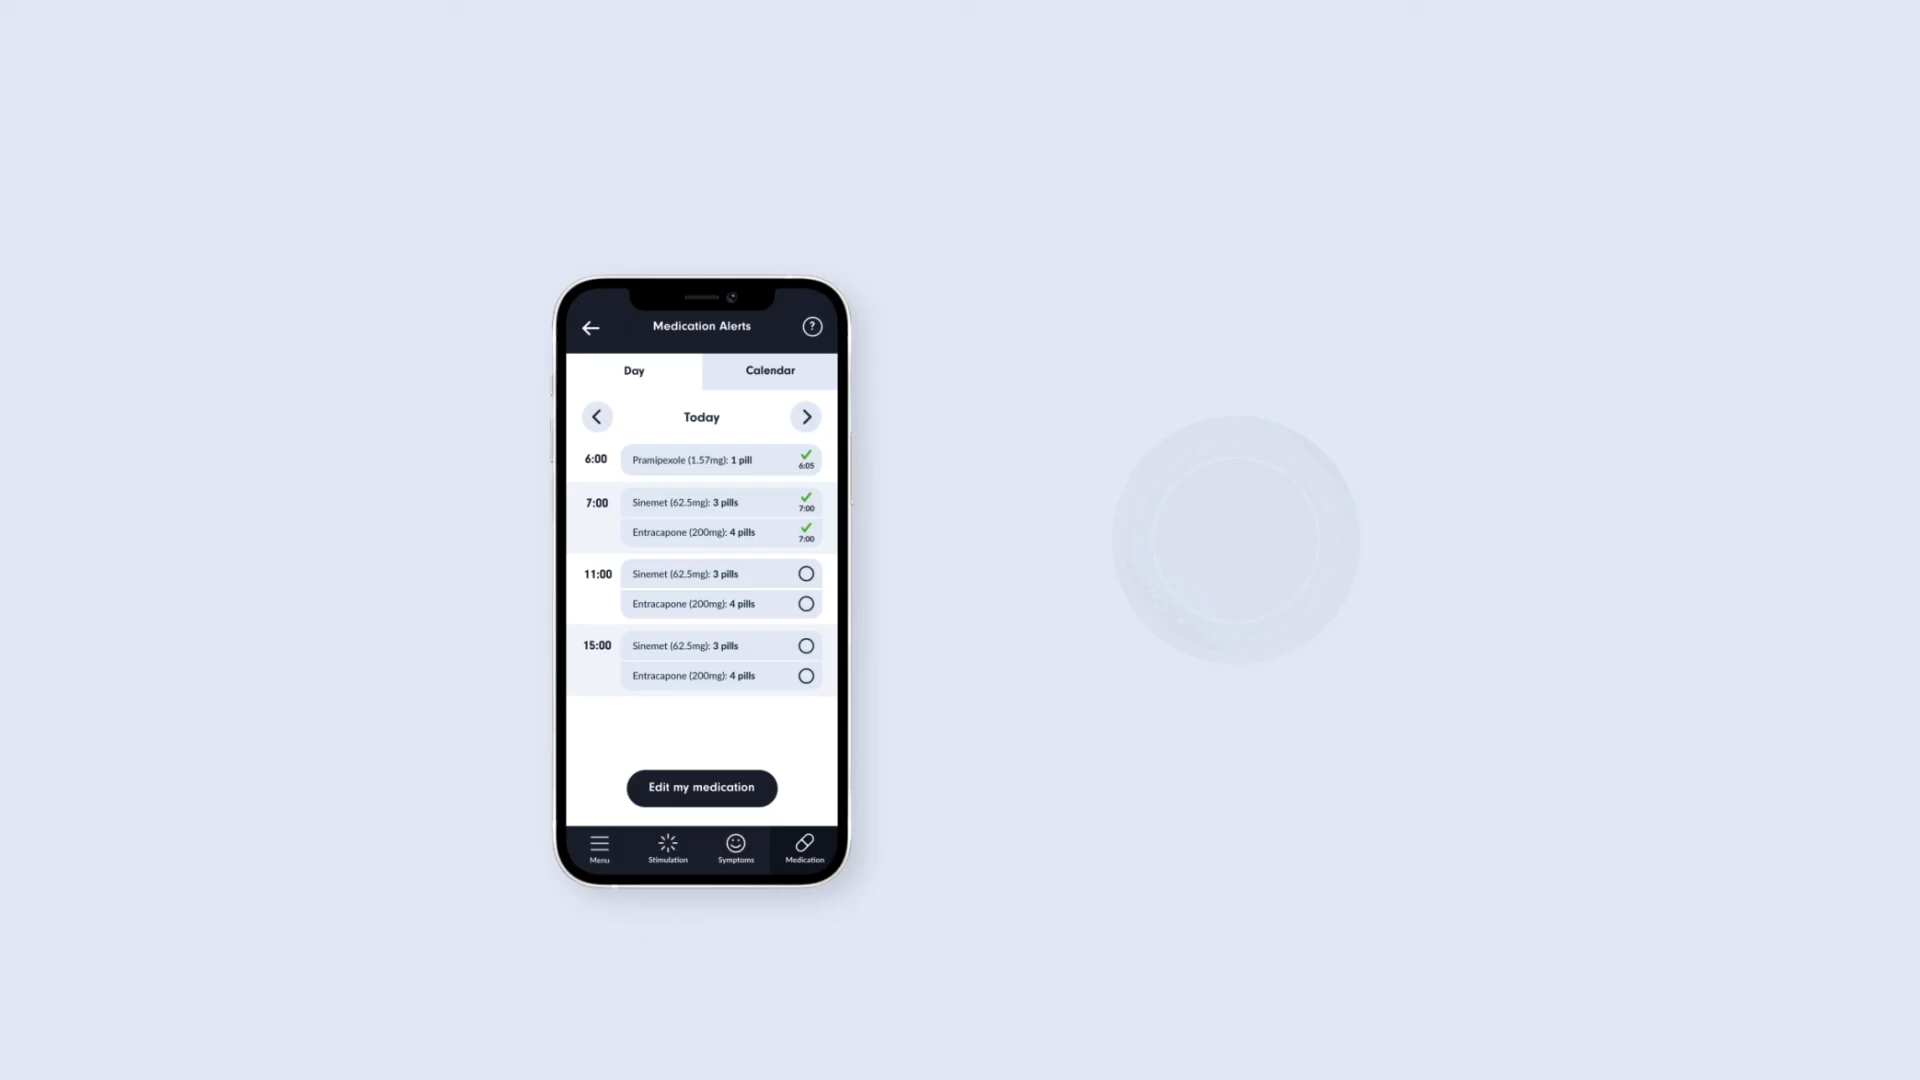 Medication Alerts
?
Day
Calendar
Today
6:00
Pramipexole (1.57mg): 1 pill
6:05
7:00
Sinemet (62.5mg): 3 pills
7:00
Entracapone (200mg): 4 pills
7:00
11:00
Sinemet (62.5mg): 3 pills
Entracapone (200mg): 4 pills
15:00
Sinemet (62.5mg): 3 pills
Entracapone (200mg): 4 pills
Edit my medication
Menu
Stimulation
Symptoms
Medication